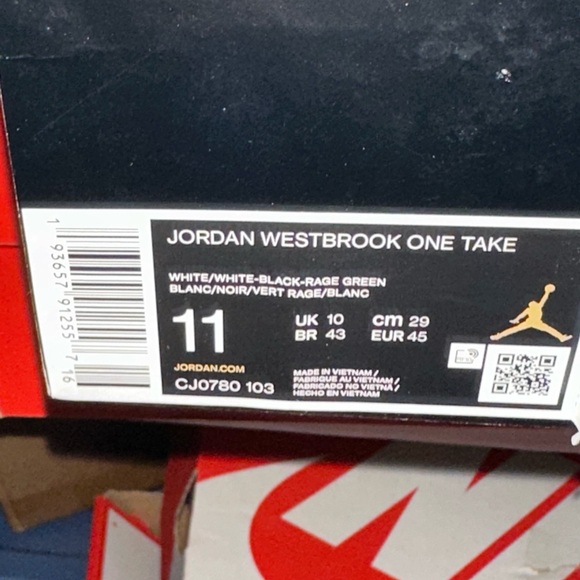 JORDAN WESTBROOK ONE TAKE
WHITE/WHITE-BLACK-RAGE GREEN
BLANC/NOIR/VERT RAGE/BLANC
11
UK 10 cm 29
BR 43 EUR 45
JORDAN.COM
CJ0780 103
MADE IN VIETNAM /
FABRIQUE AU VIETNAM /
FABRICADO NO VIETNÃ /
HECHO EN VIETNAM
1 93657 91255 7 16